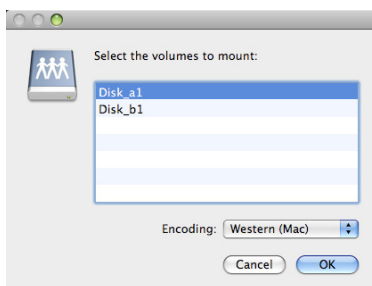 Select the volumes to mount:
Disk_a1
Disk_b1
Encoding: Western (Mac)
Cancel OK